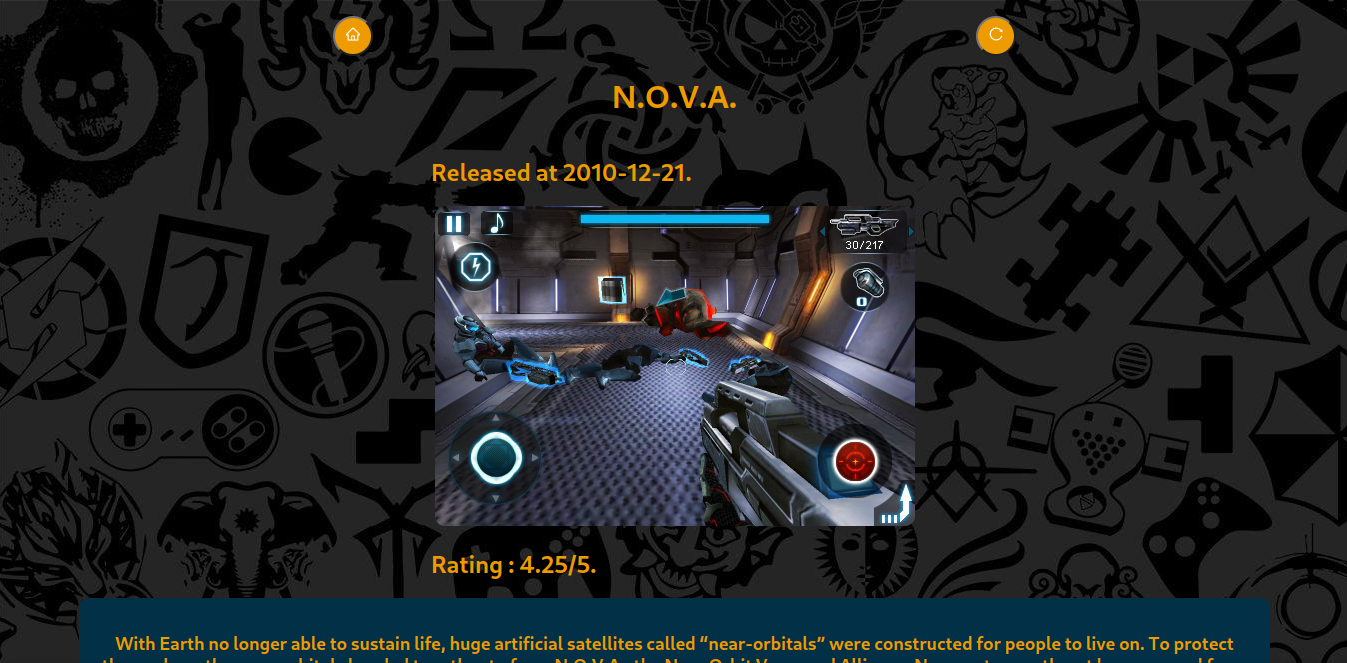 N.O.V.A.
Released at 2010-12-21.
30/217
0
Rating : 4.25/5.
With Earth no longer able to sustain life, huge artificial satellites called “near-orbitals” were constructed for people to live on. To protect